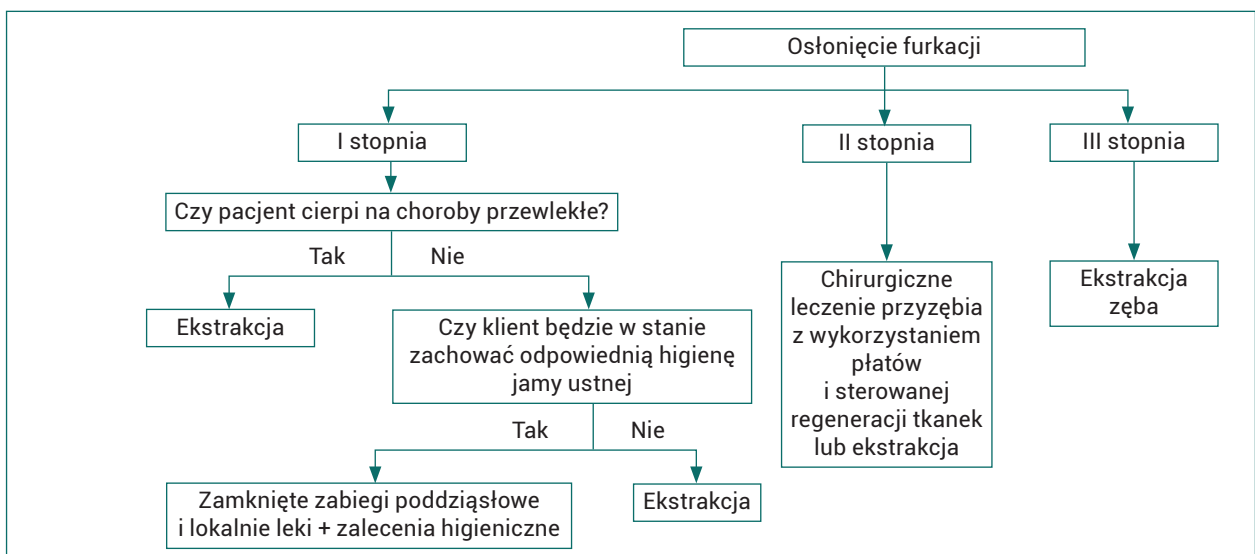 Osłonięcie furkacji
I stopnia
II stopnia
III stopnia
Czy pacjent cierpi na choroby przewlekłe?
Tak
Nie
Ekstrakcja
Czy klient będzie w stanie
zachować odpowiednią higienę
jamy ustnej
Tak
Nie
Zamknięte zabiegi poddziąsłowe
i lokalnie leki + zalecenia higieniczne
Ekstrakcja
Chirurgiczne
leczenie przyzębia
z wykorzystaniem
płatów
i sterowanej
regeneracji tkanek
lub ekstrakcja
Ekstrakcja
zęba